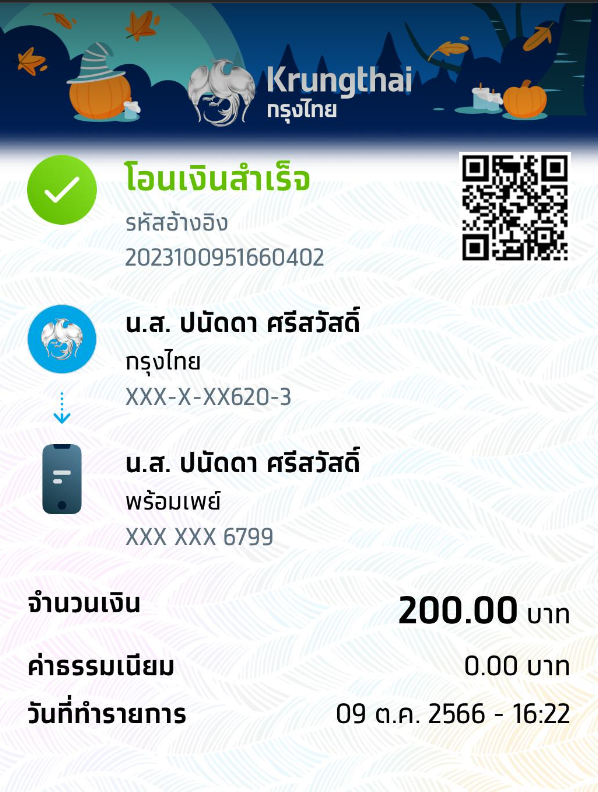 Krungthai
กรุงไทย
โอนเงินสำเร็จ
รหัสอ้างอิง
2023100951660402
น.ส. ปนัดดา ศรีสวัสดิ์
กรุงไทย
XXX-X-XX620-3
น.ส. ปนัดดา ศรีสวัสดิ์
พร้อมเพย์
XXX XXX 6799
จำนวนเงิน 200.00 บาท
ค่าธรรมเนียม 0.00 บาท
วันที่ทำรายการ 09 ต.ค. 2566 - 16:22